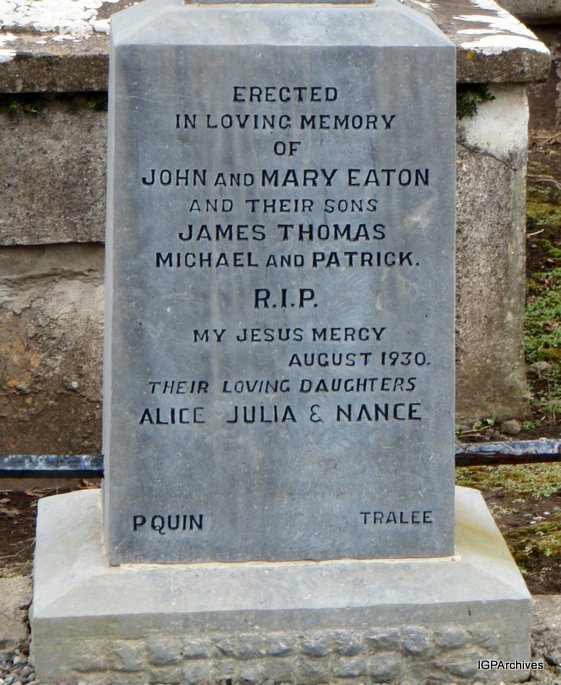 ERECTED
IN LOVING MEMORY
OF
JOHN AND MARY EATON
AND THEIR SONS
JAMES THOMAS
MICHAEL AND PATRICK.
R.I.P.
MY JESUS MERCY
AUGUST 1930.
THEIR LOVING DAUGHTERS
ALICE JULIA & NANCE
P QUIN TRALEE
IGPArchives